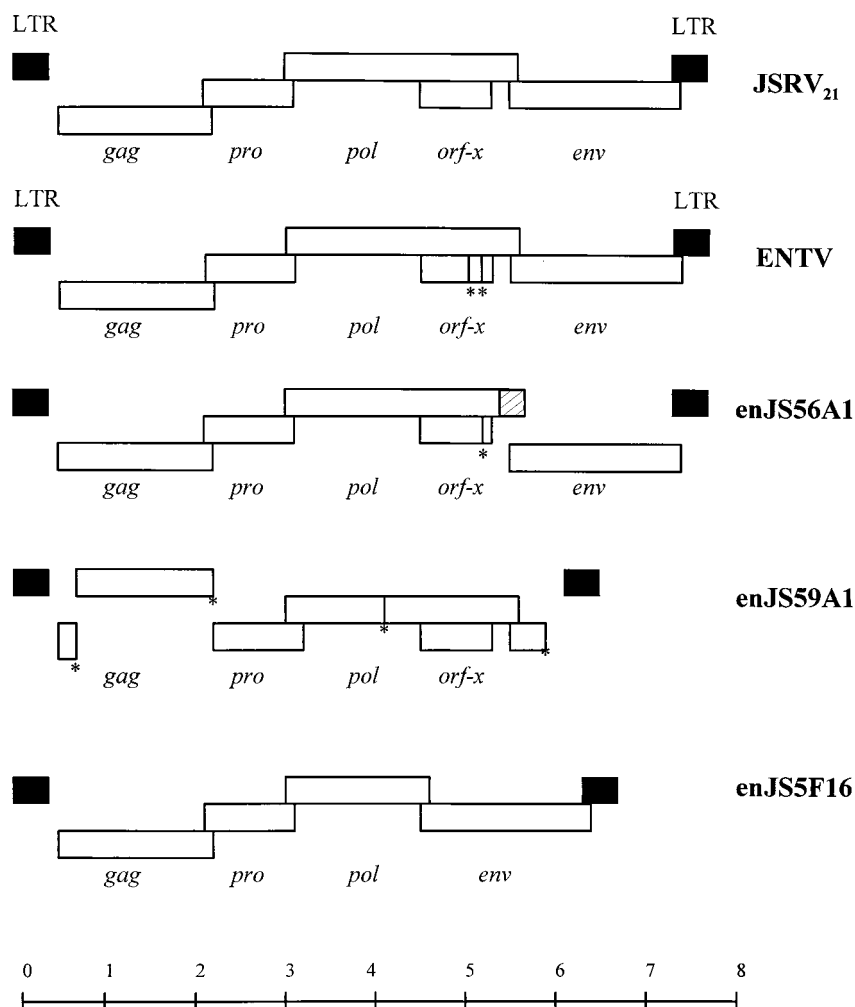 LTR LTR
JSRV21
gag pro pol orf-x env
LTR LTR
ENTV
* *
gag pro pol orf-x env
enJS56A1
*
gag pro pol orf-x env
enJS59A1
* * * *
gag pro pol orf-x
enJS5F16
gag pro pol env
0 1 2 3 4 5 6 7 8